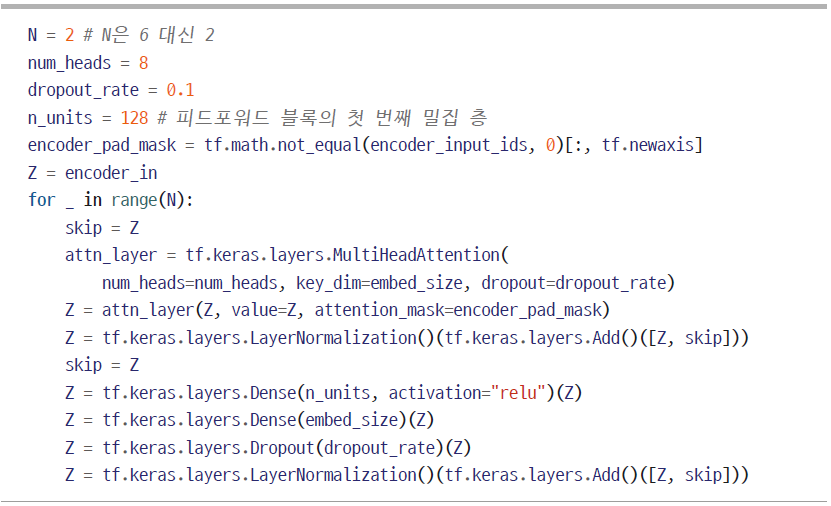 N = 2 # N은 6 대신 2
num_heads = 8
dropout_rate = 0.1
n_units = 128 # 피드포워드 블록의 첫 번째 밀집 층
encoder_pad_mask = tf.math.not_equal(encoder_input_ids, 0)[:, tf.newaxis]
Z = encoder_in
for _ in range(N):
    skip = Z
    attn_layer = tf.keras.layers.MultiHeadAttention(
        num_heads=num_heads, key_dim=embed_size, dropout=dropout_rate)
    Z = attn_layer(Z, value=Z, attention_mask=encoder_pad_mask)
    Z = tf.keras.layers.LayerNormalization()(tf.keras.layers.Add()([Z, skip]))
    skip = Z
    Z = tf.keras.layers.Dense(n_units, activation="relu")(Z)
    Z = tf.keras.layers.Dense(embed_size)(Z)
    Z = tf.keras.layers.Dropout(dropout_rate)(Z)
    Z = tf.keras.layers.LayerNormalization()(tf.keras.layers.Add()([Z, skip]))